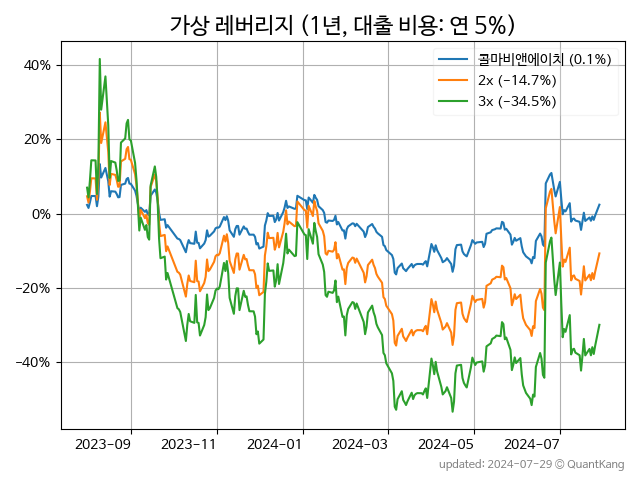 가상 레버리지 (1년, 대출 비용: 연 5%)
콜마비앤에이치 (0.1%)
2x (−14.7%)
3x (−34.5%)
40%
20%
0%
−20%
−40%
2023-09 2023-11 2024-01 2024-03 2024-05 2024-07
updated: 2024-07-29 © QuantKang